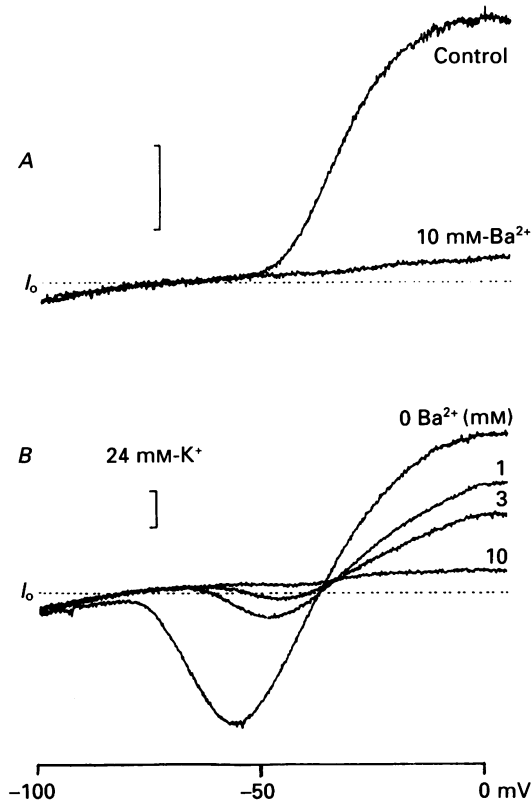 Control
A
10 mM-Ba²⁺
Iₒ
0 Ba²⁺ (mM)
B
24 mM-K⁺
1
3
10
Iₒ
−100
−50
0 mV